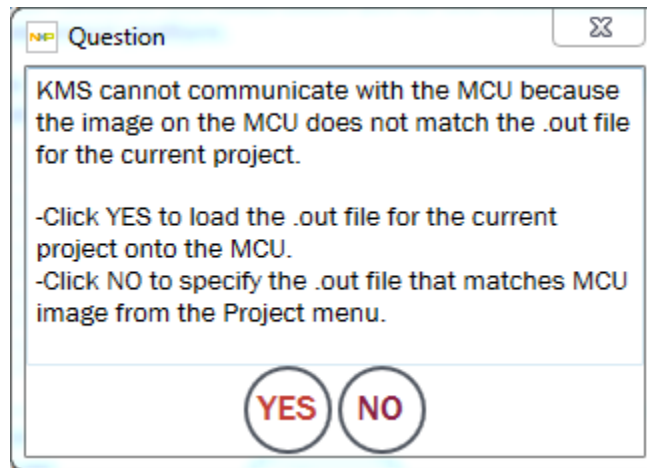 NXP Question
KMS cannot communicate with the MCU because
the image on the MCU does not match the .out file
for the current project.
-Click YES to load the .out file for the current
project onto the MCU.
-Click NO to specify the .out file that matches MCU
image from the Project menu.
YES NO